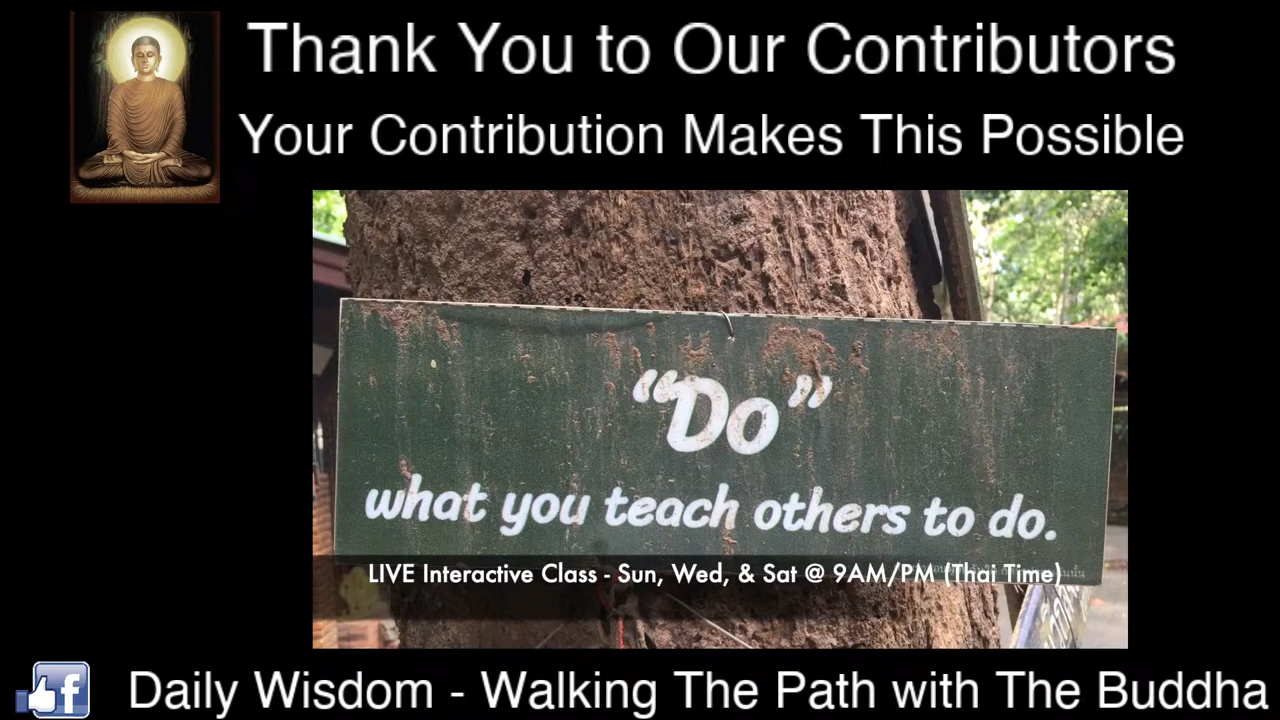 Thank You to Our Contributors
Your Contribution Makes This Possible
“Do”
what you teach others to do.
LIVE Interactive Class - Sun, Wed, & Sat @ 9AM/PM (Thai Time)
f Daily Wisdom - Walking The Path with The Buddha